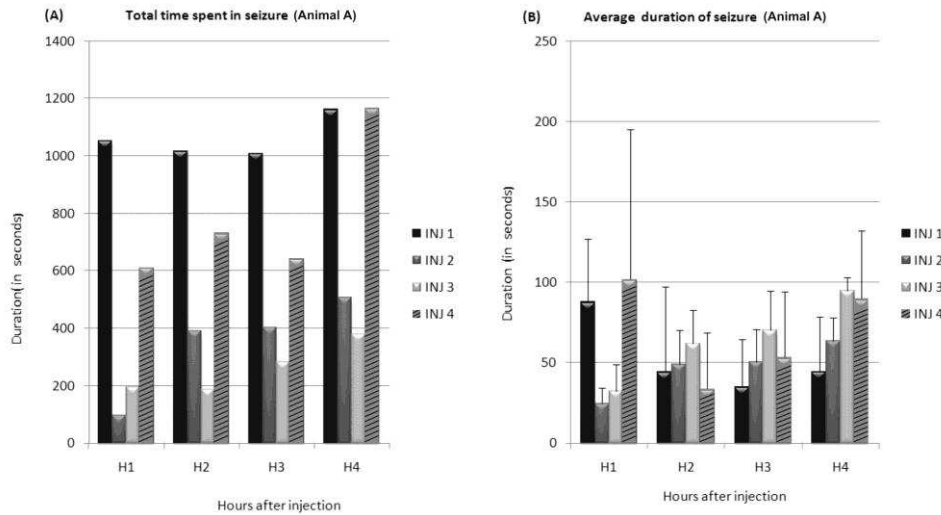 (A)
Total time spent in seizure (Animal A)
1400
1200
1000
800
600
400
200
0
Duration( in seconds)
H1 H2 H3 H4
Hours after injection
INJ 1
INJ 2
INJ 3
INJ 4
(B)
Average duration of seizure (Animal A)
250
200
150
100
50
0
Duration (in seconds)
H1 H2 H3 H4
Hours after injection
INJ 1
INJ 2
INJ 3
INJ 4